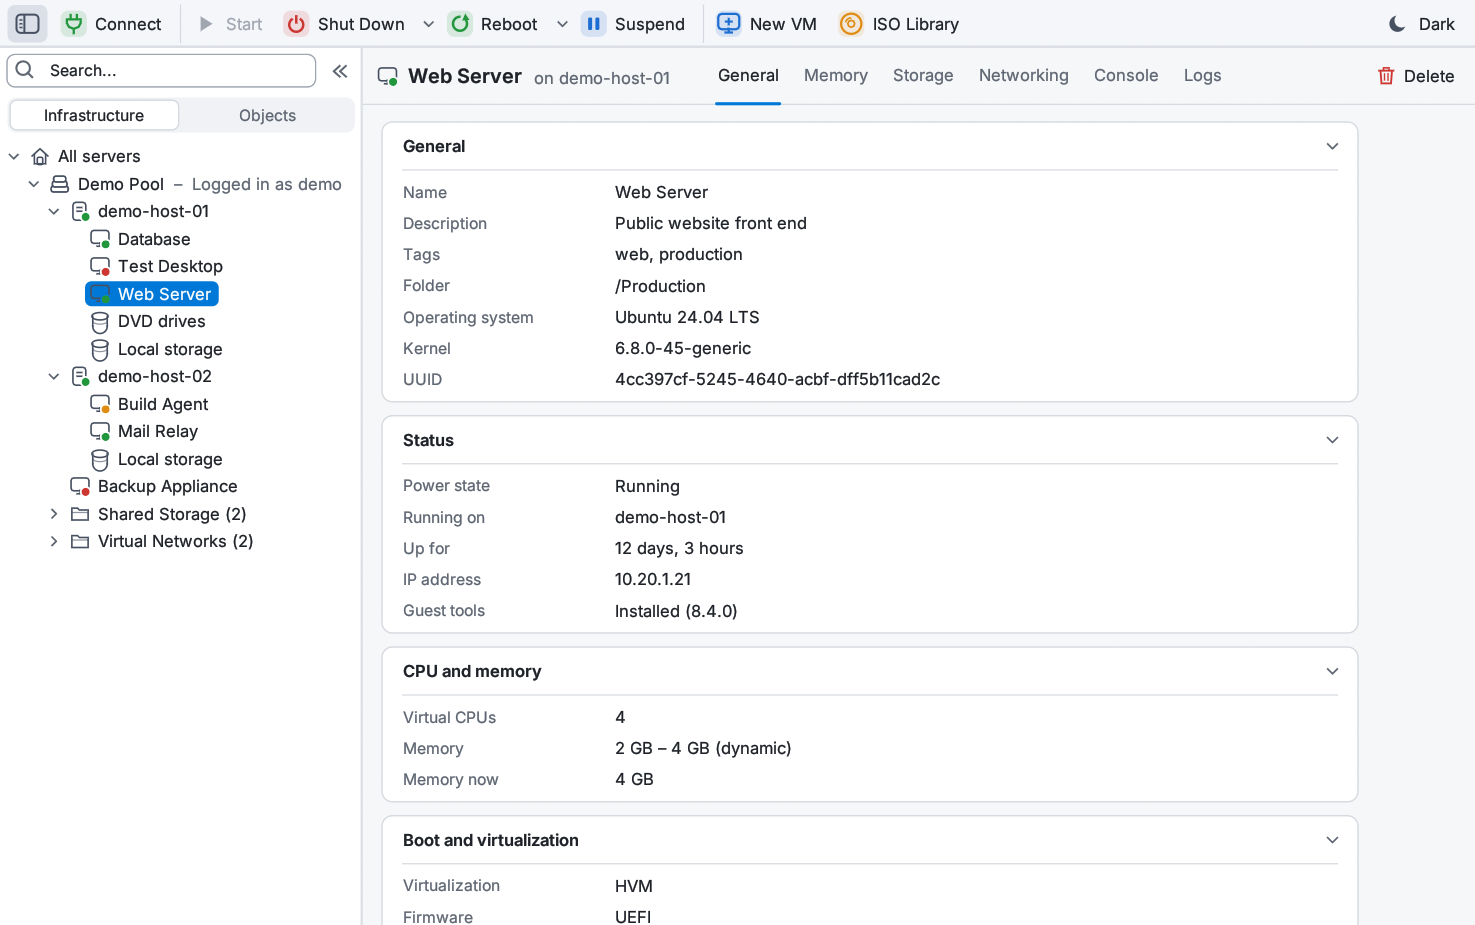 Connect Start Shut Down Reboot Suspend New VM ISO Library Dark
Search...
Infrastructure Objects
All servers
Demo Pool – Logged in as demo
demo-host-01
Database
Test Desktop
Web Server
DVD drives
Local storage
demo-host-02
Build Agent
Mail Relay
Local storage
Backup Appliance
Shared Storage (2)
Virtual Networks (2)
Web Server on demo-host-01 General Memory Storage Networking Console Logs Delete
General
Name Web Server
Description Public website front end
Tags web, production
Folder /Production
Operating system Ubuntu 24.04 LTS
Kernel 6.8.0-45-generic
UUID 4cc397cf-5245-4640-acbf-dff5b11cad2c
Status
Power state Running
Running on demo-host-01
Up for 12 days, 3 hours
IP address 10.20.1.21
Guest tools Installed (8.4.0)
CPU and memory
Virtual CPUs 4
Memory 2 GB – 4 GB (dynamic)
Memory now 4 GB
Boot and virtualization
Virtualization HVM
Firmware UEFI